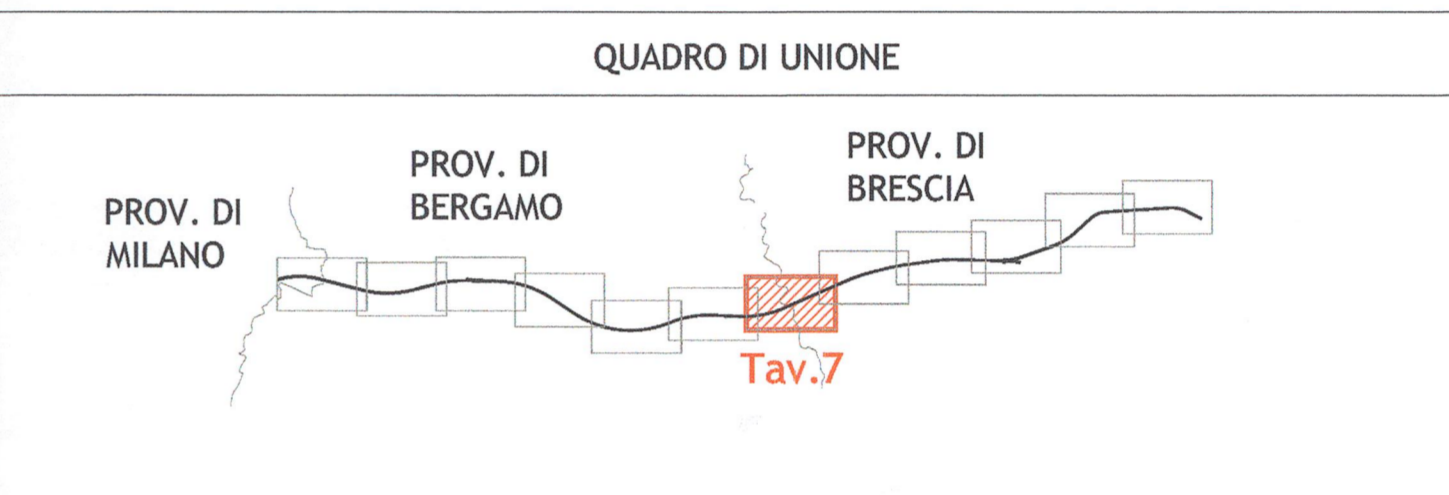 QUADRO DI UNIONE
PROV. DI
MILANO
PROV. DI
BERGAMO
PROV. DI
BRESCIA
Tav.7